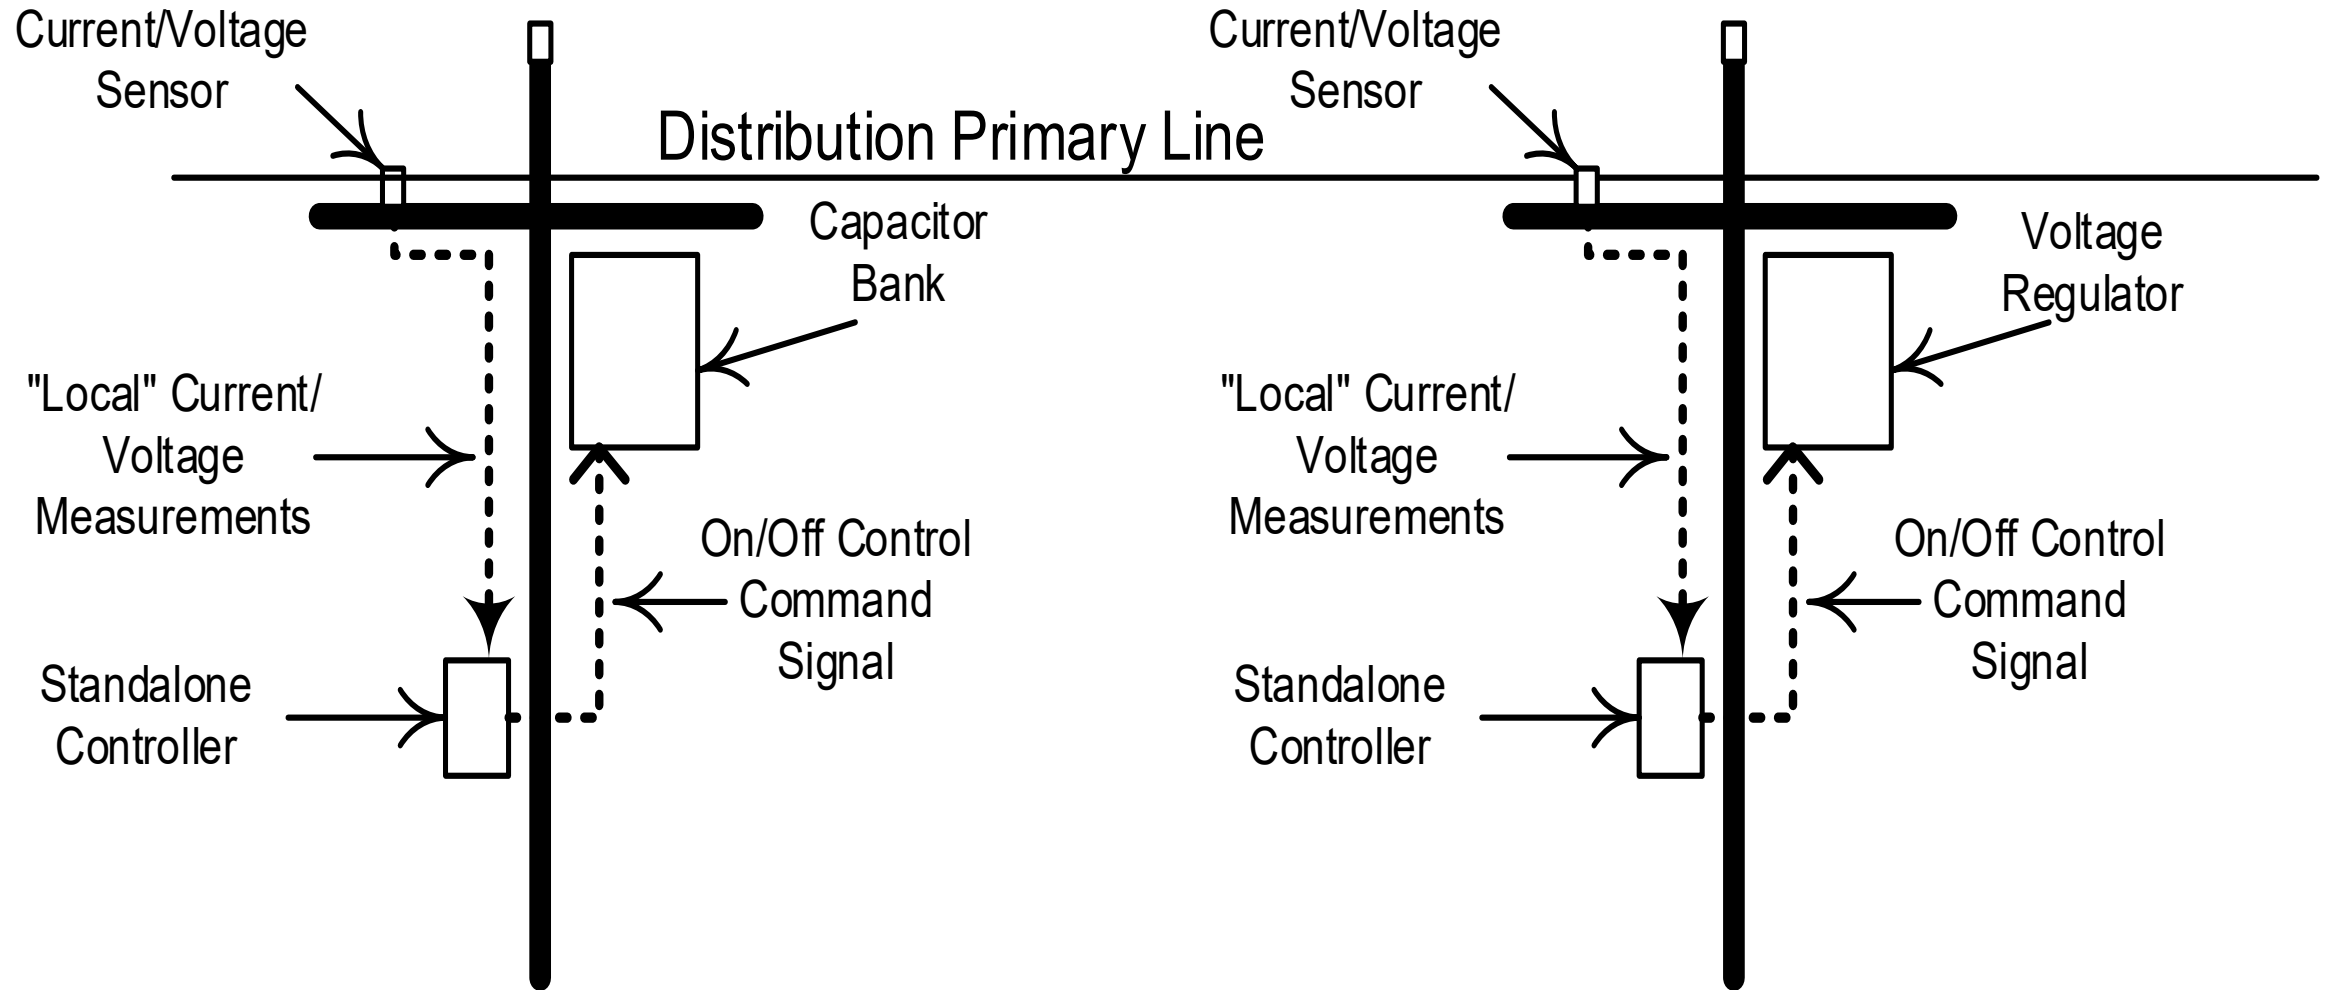 Current/Voltage
Sensor
Distribution Primary Line
Capacitor
Bank
"Local" Current/
Voltage
Measurements
On/Off Control
Command
Signal
Standalone
Controller
Current/Voltage
Sensor
Voltage
Regulator
"Local" Current/
Voltage
Measurements
On/Off Control
Command
Signal
Standalone
Controller